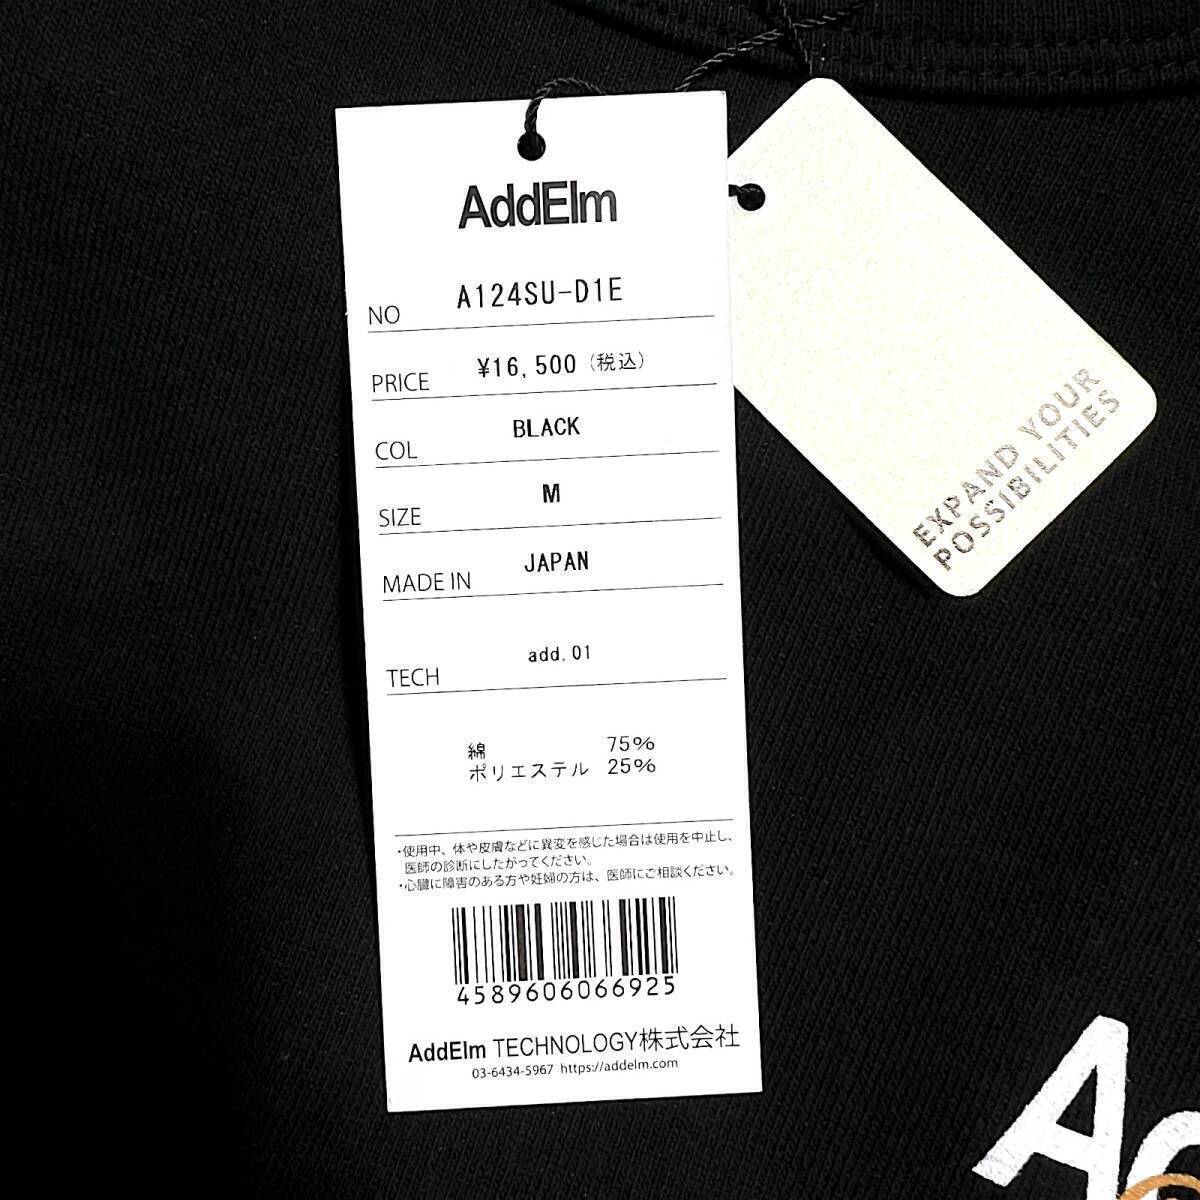 AddElm
NO A124SU-D1E
PRICE ¥16,500 (税込)
COL BLACK
SIZE M
MADE IN JAPAN
TECH add.01
綿 75%
ポリエステル 25%
・使用中、体や皮膚などに異変を感じた場合は使用を中止し、
医師の診断にしたがってください。
・心臓に障害のある方や妊婦の方は、医師にご相談ください。
4589606066925
AddElm TECHNOLOGY株式会社
03-6434-5967 https://addelm.com
EXPAND YOUR
POSSIBILITIES